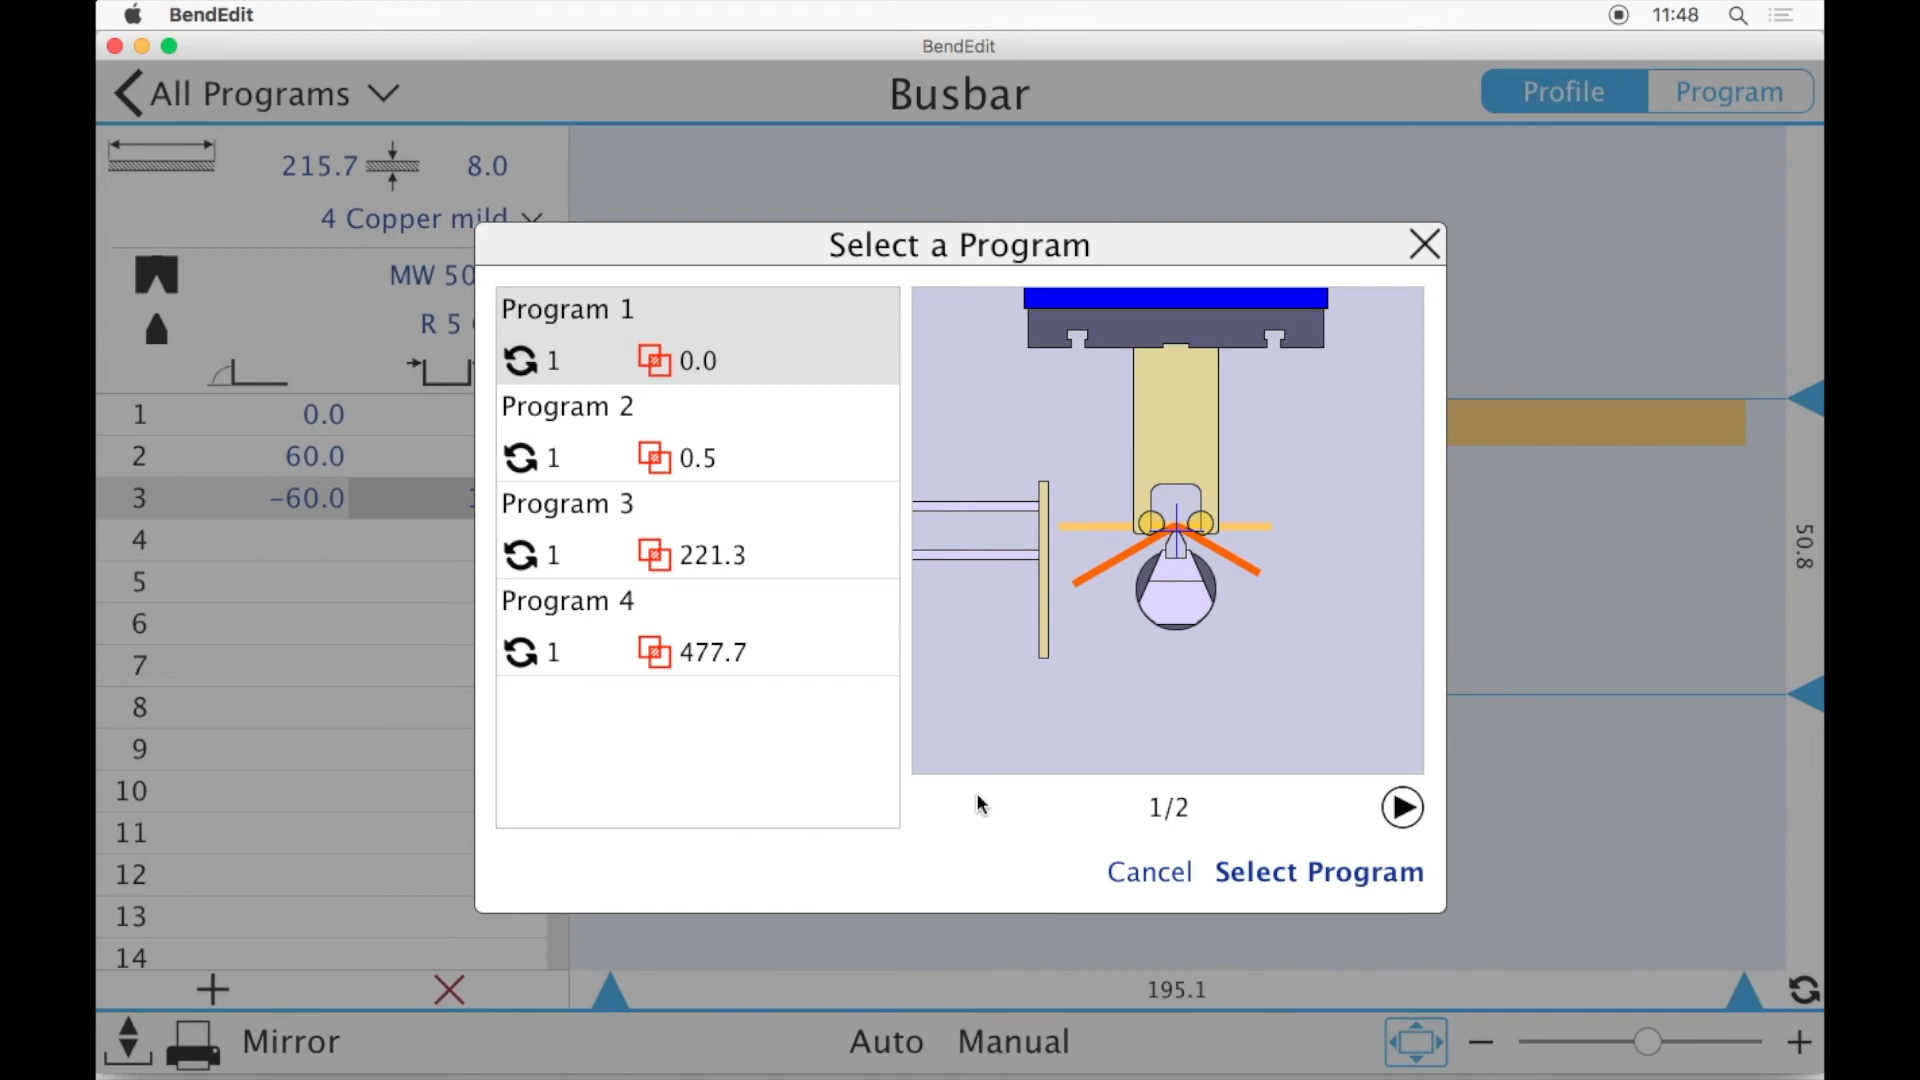 BendEdit
11:48
BendEdit
All Programs
Busbar
Profile
Program
215.7
8.0
4 Copper mild
MW 50
R 5
Select a Program
Program 1
1 0.0
Program 2
1 0.5
Program 3
1 221.3
Program 4
1 477.7
1/2
Cancel Select Program
1 0.0
2 60.0
3 -60.0
4
5
6
7
8
9
10
11
12
13
14
50.8
195.1
Mirror
Auto Manual